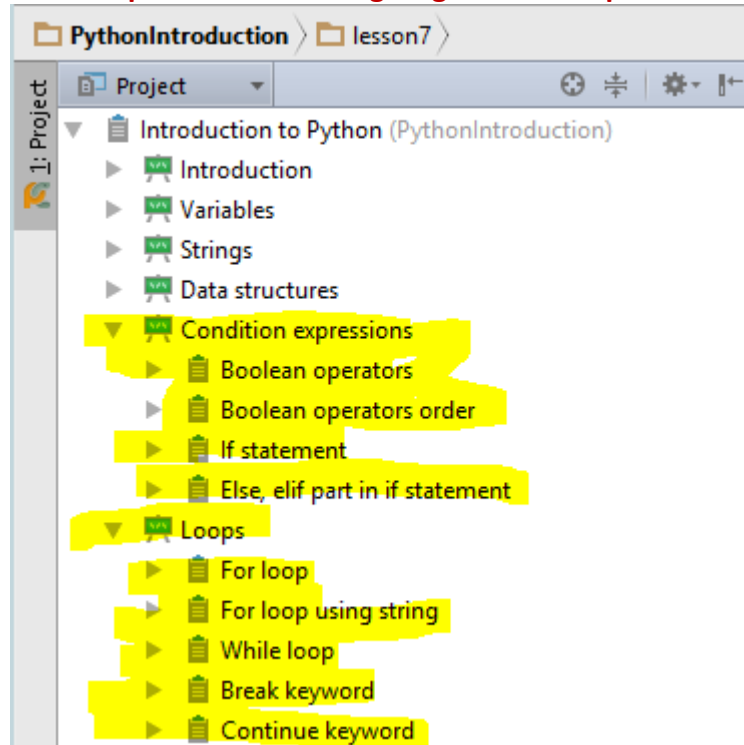 PythonIntroduction lesson7
1: Project
Project
Introduction to Python (PythonIntroduction)
Introduction
Variables
Strings
Data structures
Condition expressions
Boolean operators
Boolean operators order
If statement
Else, elif part in if statement
Loops
For loop
For loop using string
While loop
Break keyword
Continue keyword